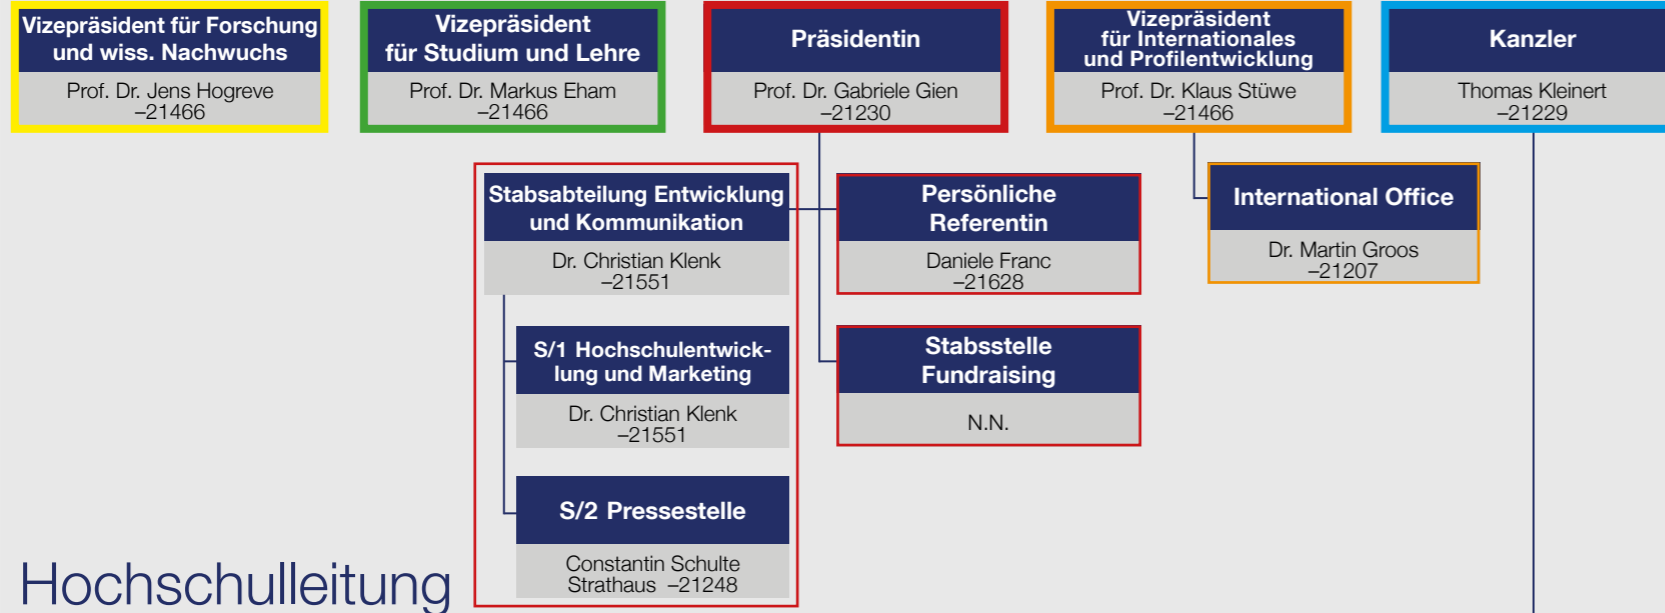 Vizepräsident für Forschung
und wiss. Nachwuchs
Prof. Dr. Jens Hogreve
–21466
Vizepräsident
für Studium und Lehre
Prof. Dr. Markus Eham
–21466
Präsidentin
Prof. Dr. Gabriele Gien
–21230
Vizepräsident
für Internationales
und Profilentwicklung
Prof. Dr. Klaus Stüwe
–21466
Kanzler
Thomas Kleinert
–21229
Stabsabteilung Entwicklung
und Kommunikation
Dr. Christian Klenk
–21551
Persönliche
Referentin
Daniele Franc
–21628
International Office
Dr. Martin Groos
–21207
S/1 Hochschulentwick-
lung und Marketing
Dr. Christian Klenk
–21551
Stabsstelle
Fundraising
N.N.
S/2 Pressestelle
Constantin Schulte
Strathaus –21248
Hochschulleitung